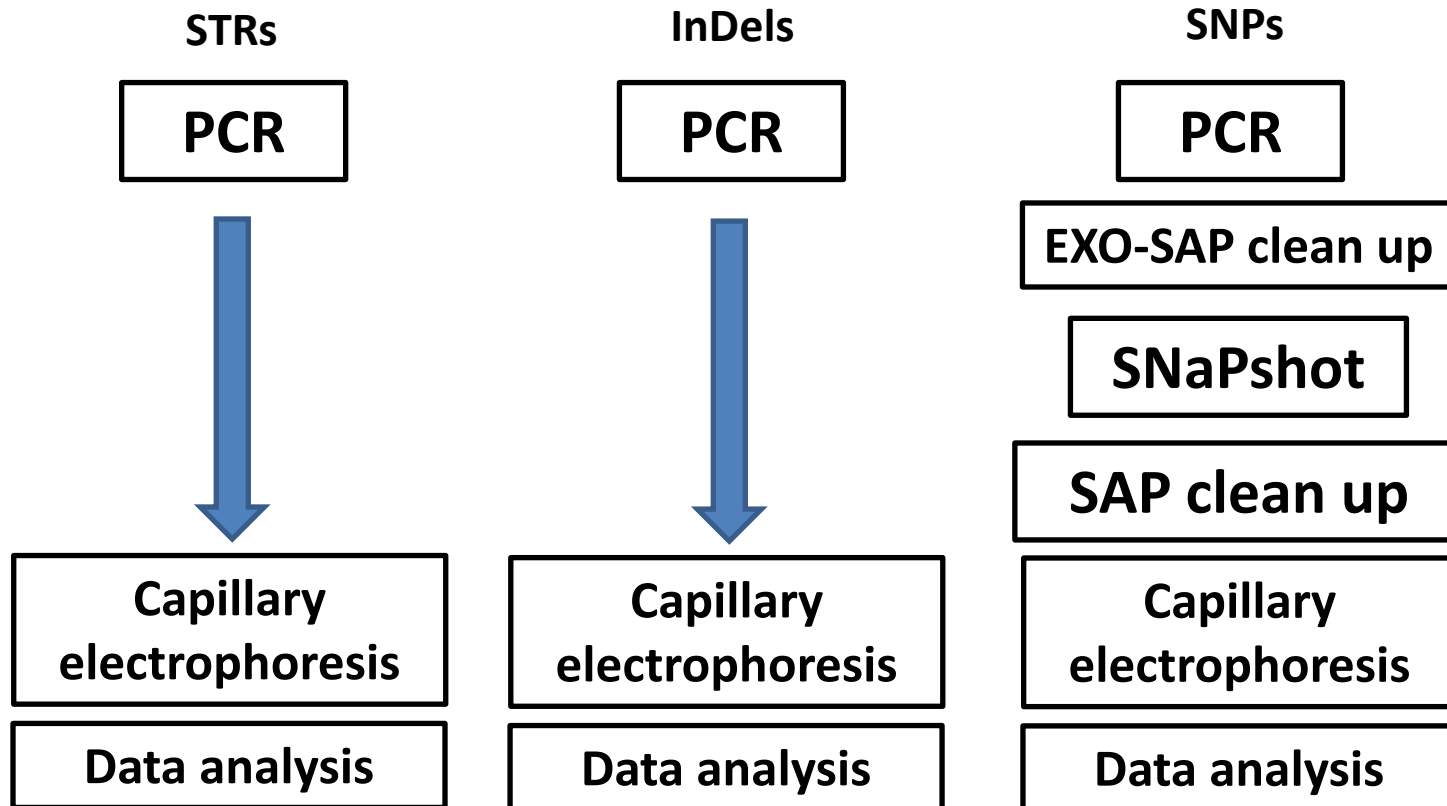 STRs
PCR
Capillary
electrophoresis
Data analysis
InDels
PCR
Capillary
electrophoresis
Data analysis
SNPs
PCR
EXO-SAP clean up
SNaPshot
SAP clean up
Capillary
electrophoresis
Data analysis